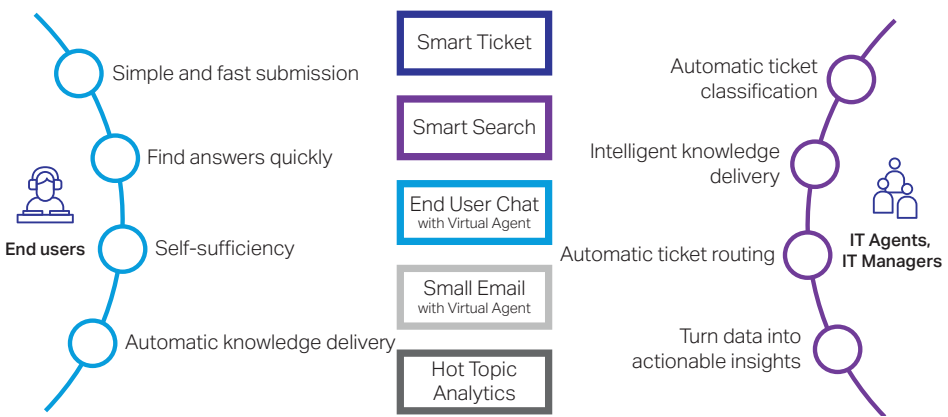 Simple and fast submission
Find answers quickly
End users
Self-sufficiency
Automatic knowledge delivery
Smart Ticket
Smart Search
End User Chat
with Virtual Agent
Small Email
with Virtual Agent
Hot Topic
Analytics
Automatic ticket
classification
Intelligent knowledge
delivery
Automatic ticket routing
IT Agents,
IT Managers
Turn data into
actionable insights